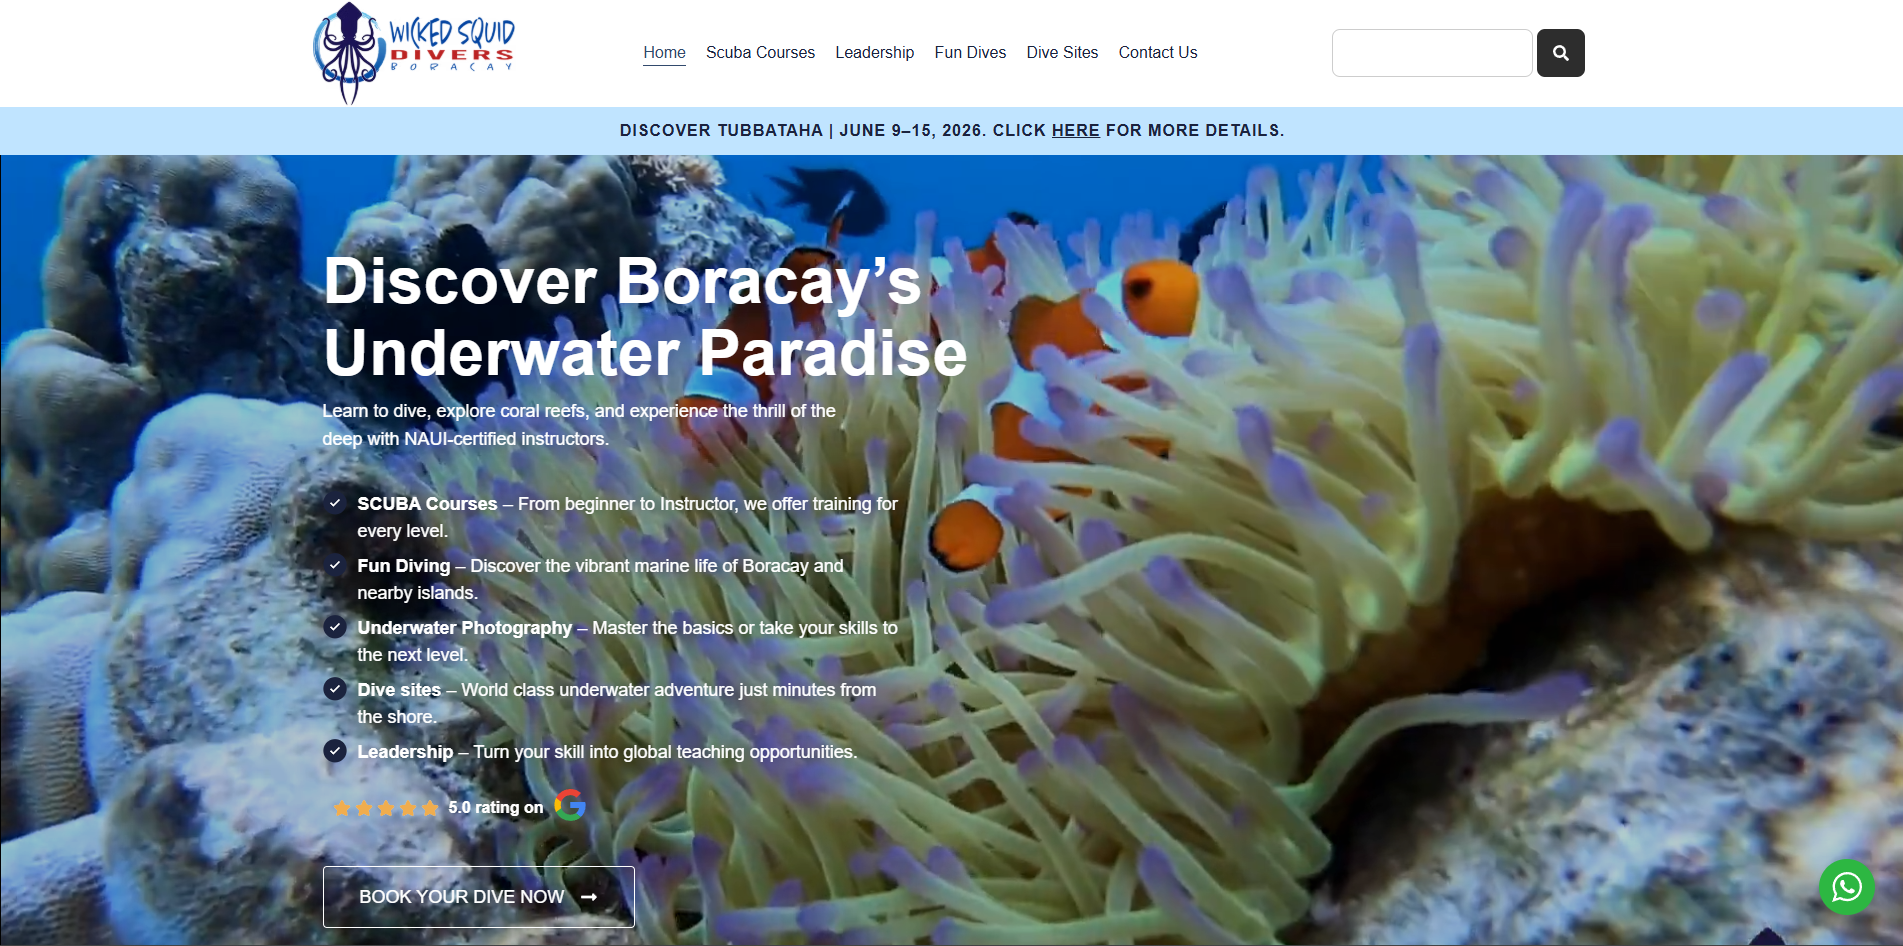 WICKED SQUID
DIVERS
BORACAY
Home Scuba Courses Leadership Fun Dives Dive Sites Contact Us
DISCOVER TUBBATAHA | JUNE 9–15, 2026. CLICK HERE FOR MORE DETAILS.
Discover Boracay’s
Underwater Paradise
Learn to dive, explore coral reefs, and experience the thrill of the
deep with NAUI-certified instructors.
SCUBA Courses – From beginner to Instructor, we offer training for
every level.
Fun Diving – Discover the vibrant marine life of Boracay and
nearby islands.
Underwater Photography – Master the basics or take your skills to
the next level.
Dive sites – World class underwater adventure just minutes from
the shore.
Leadership – Turn your skill into global teaching opportunities.
5.0 rating on G
BOOK YOUR DIVE NOW